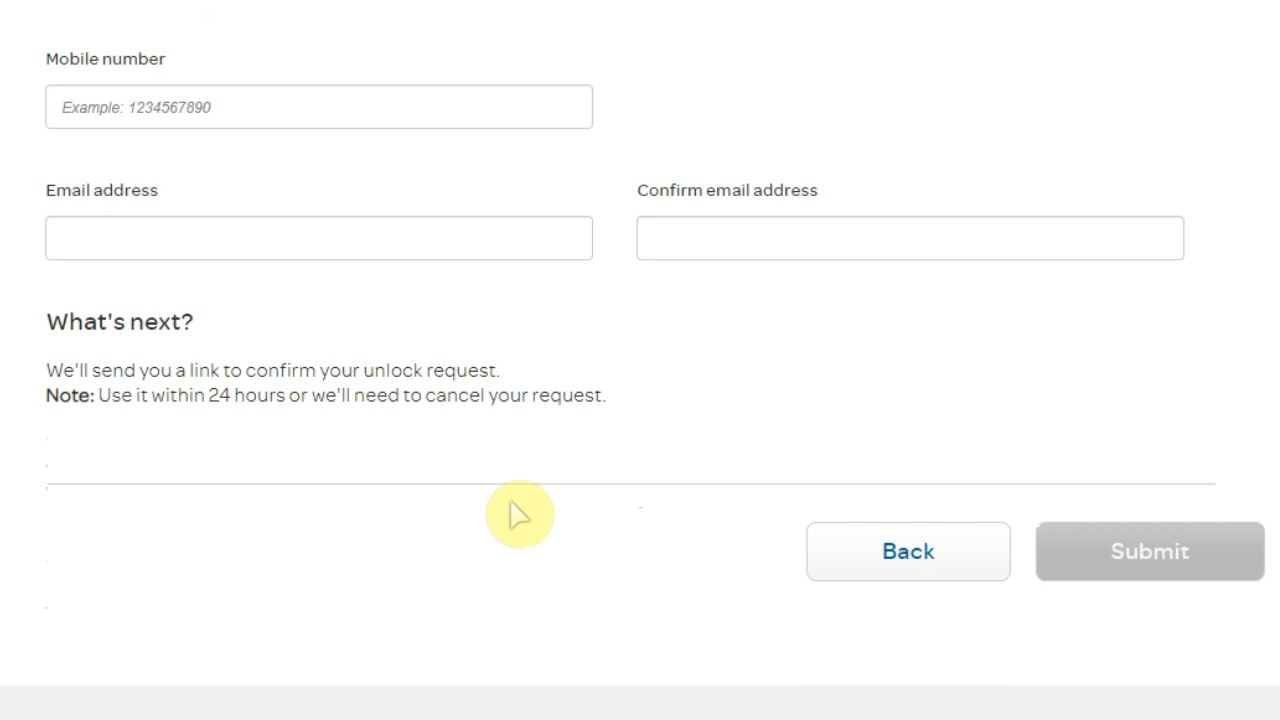 Mobile number
Example: 1234567890
Email address
Confirm email address
What's next?
We'll send you a link to confirm your unlock request.
Note: Use it within 24 hours or we'll need to cancel your request.
Back
Submit